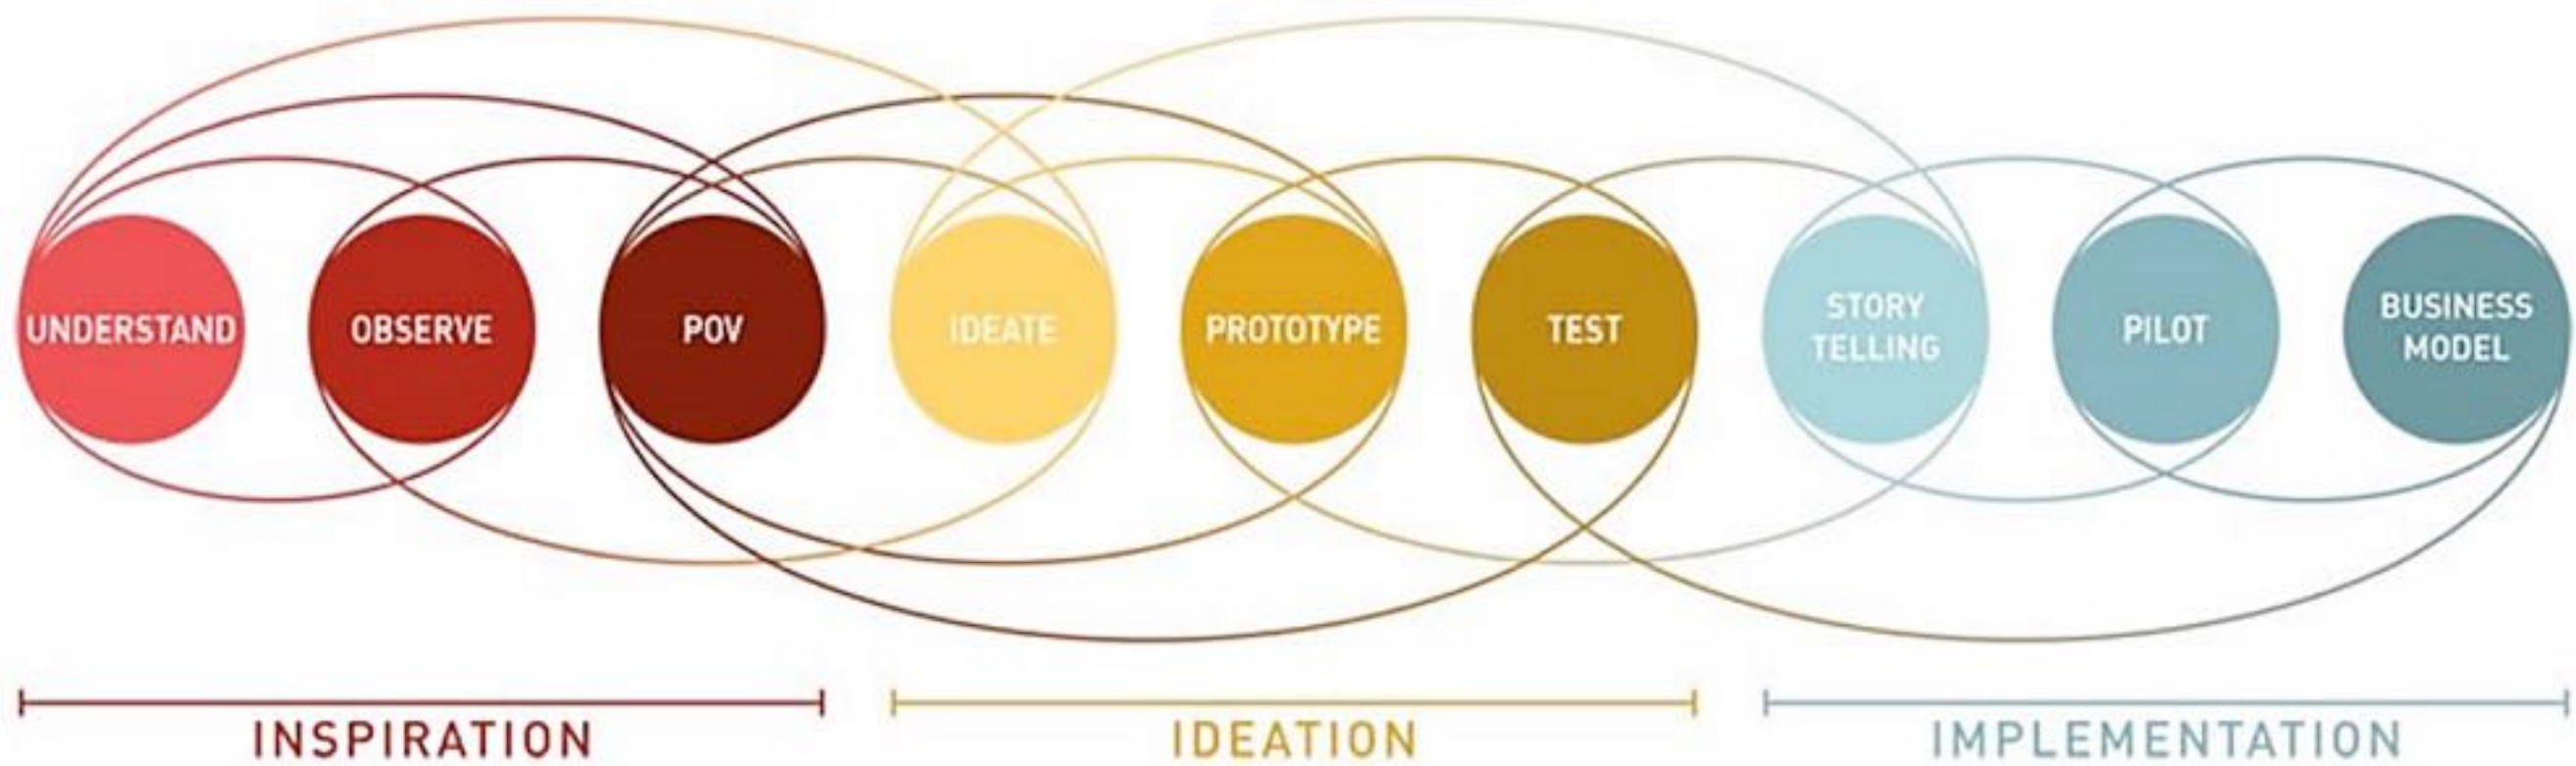 UNDERSTAND
OBSERVE
POV
IDEATE
PROTOTYPE
TEST
STORY
TELLING
PILOT
BUSINESS
MODEL
INSPIRATION
IDEATION
IMPLEMENTATION